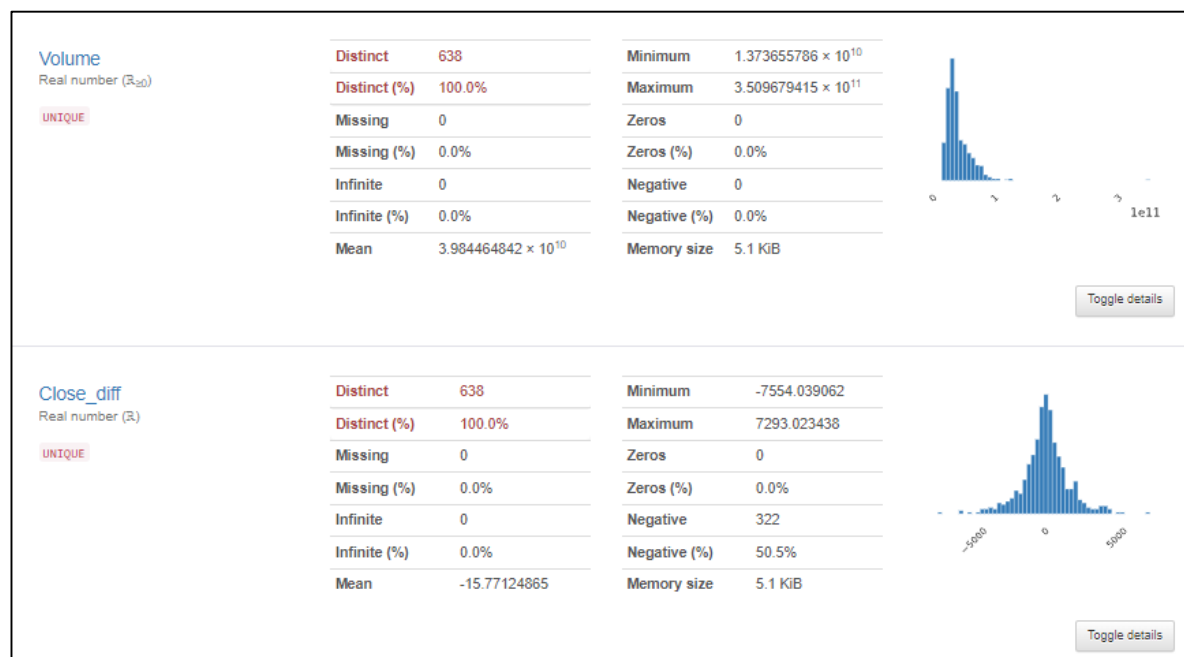 Volume
Real number (ℝ≥0)
UNIQUE
Distinct 638
Distinct (%) 100.0%
Missing 0
Missing (%) 0.0%
Infinite 0
Infinite (%) 0.0%
Mean 3.984464842 × 10¹⁰
Minimum 1.373655786 × 10¹⁰
Maximum 3.509679415 × 10¹¹
Zeros 0
Zeros (%) 0.0%
Negative 0
Negative (%) 0.0%
Memory size 5.1 KiB
0 1 2 3
1e11
Toggle details
Close_diff
Real number (ℝ)
UNIQUE
Distinct 638
Distinct (%) 100.0%
Missing 0
Missing (%) 0.0%
Infinite 0
Infinite (%) 0.0%
Mean -15.77124865
Minimum -7554.039062
Maximum 7293.023438
Zeros 0
Zeros (%) 0.0%
Negative 322
Negative (%) 50.5%
Memory size 5.1 KiB
−5000 0 5000
Toggle details